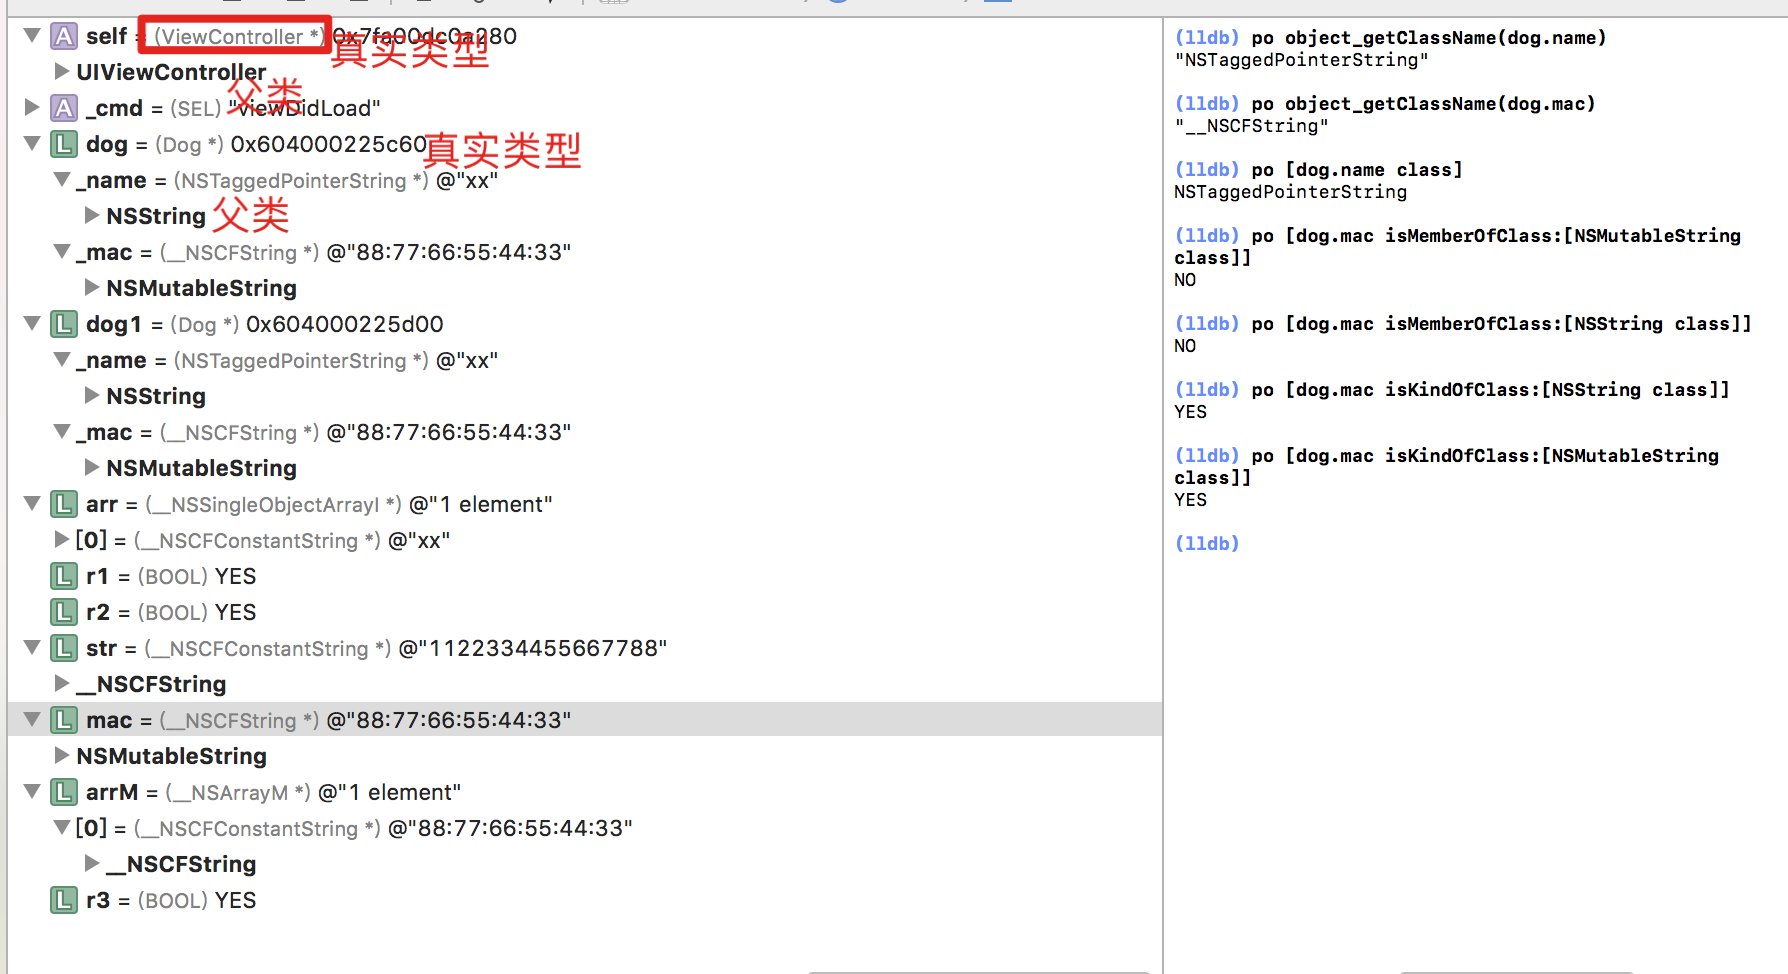 A self = (ViewController *) 0x7fa00dc0a280
真实类型
UIViewController
父类
A _cmd = (SEL) "viewDidLoad"
L dog = (Dog *) 0x604000225c60
真实类型
_name = (NSTaggedPointerString *) @"xx"
NSString 父类
_mac = (__NSCFString *) @"88:77:66:55:44:33"
NSMutableString
L dog1 = (Dog *) 0x604000225d00
_name = (NSTaggedPointerString *) @"xx"
NSString
_mac = (__NSCFString *) @"88:77:66:55:44:33"
NSMutableString
L arr = (__NSSingleObjectArrayI *) @"1 element"
[0] = (__NSCFConstantString *) @"xx"
L r1 = (BOOL) YES
L r2 = (BOOL) YES
L str = (__NSCFConstantString *) @"1122334455667788"
__NSCFString
L mac = (__NSCFString *) @"88:77:66:55:44:33"
NSMutableString
L arrM = (__NSArrayM *) @"1 element"
[0] = (__NSCFConstantString *) @"88:77:66:55:44:33"
__NSCFString
L r3 = (BOOL) YES
(lldb) po object_getClassName(dog.name)
"NSTaggedPointerString"
(lldb) po object_getClassName(dog.mac)
"__NSCFString"
(lldb) po [dog.name class]
NSTaggedPointerString
(lldb) po [dog.mac isMemberOfClass:[NSMutableString
class]]
NO
(lldb) po [dog.mac isMemberOfClass:[NSString class]]
NO
(lldb) po [dog.mac isKindOfClass:[NSString class]]
YES
(lldb) po [dog.mac isKindOfClass:[NSMutableString
class]]
YES
(lldb)